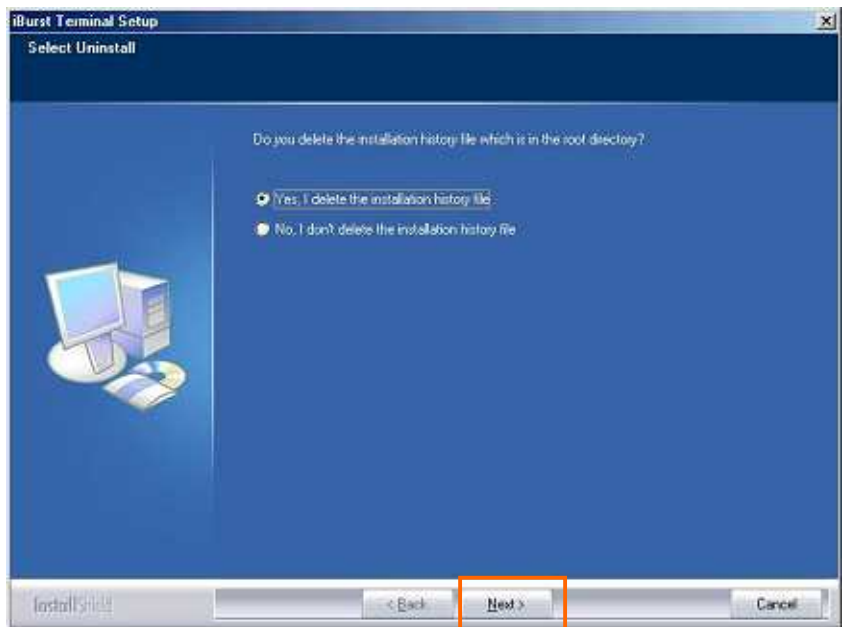 iBurst Terminal Setup
Select Uninstall
Do you delete the installation history file which is in the root directory?
Yes, I delete the installation history file
No, I don't delete the installation history file
InstallShield
< Back
Next >
Cancel